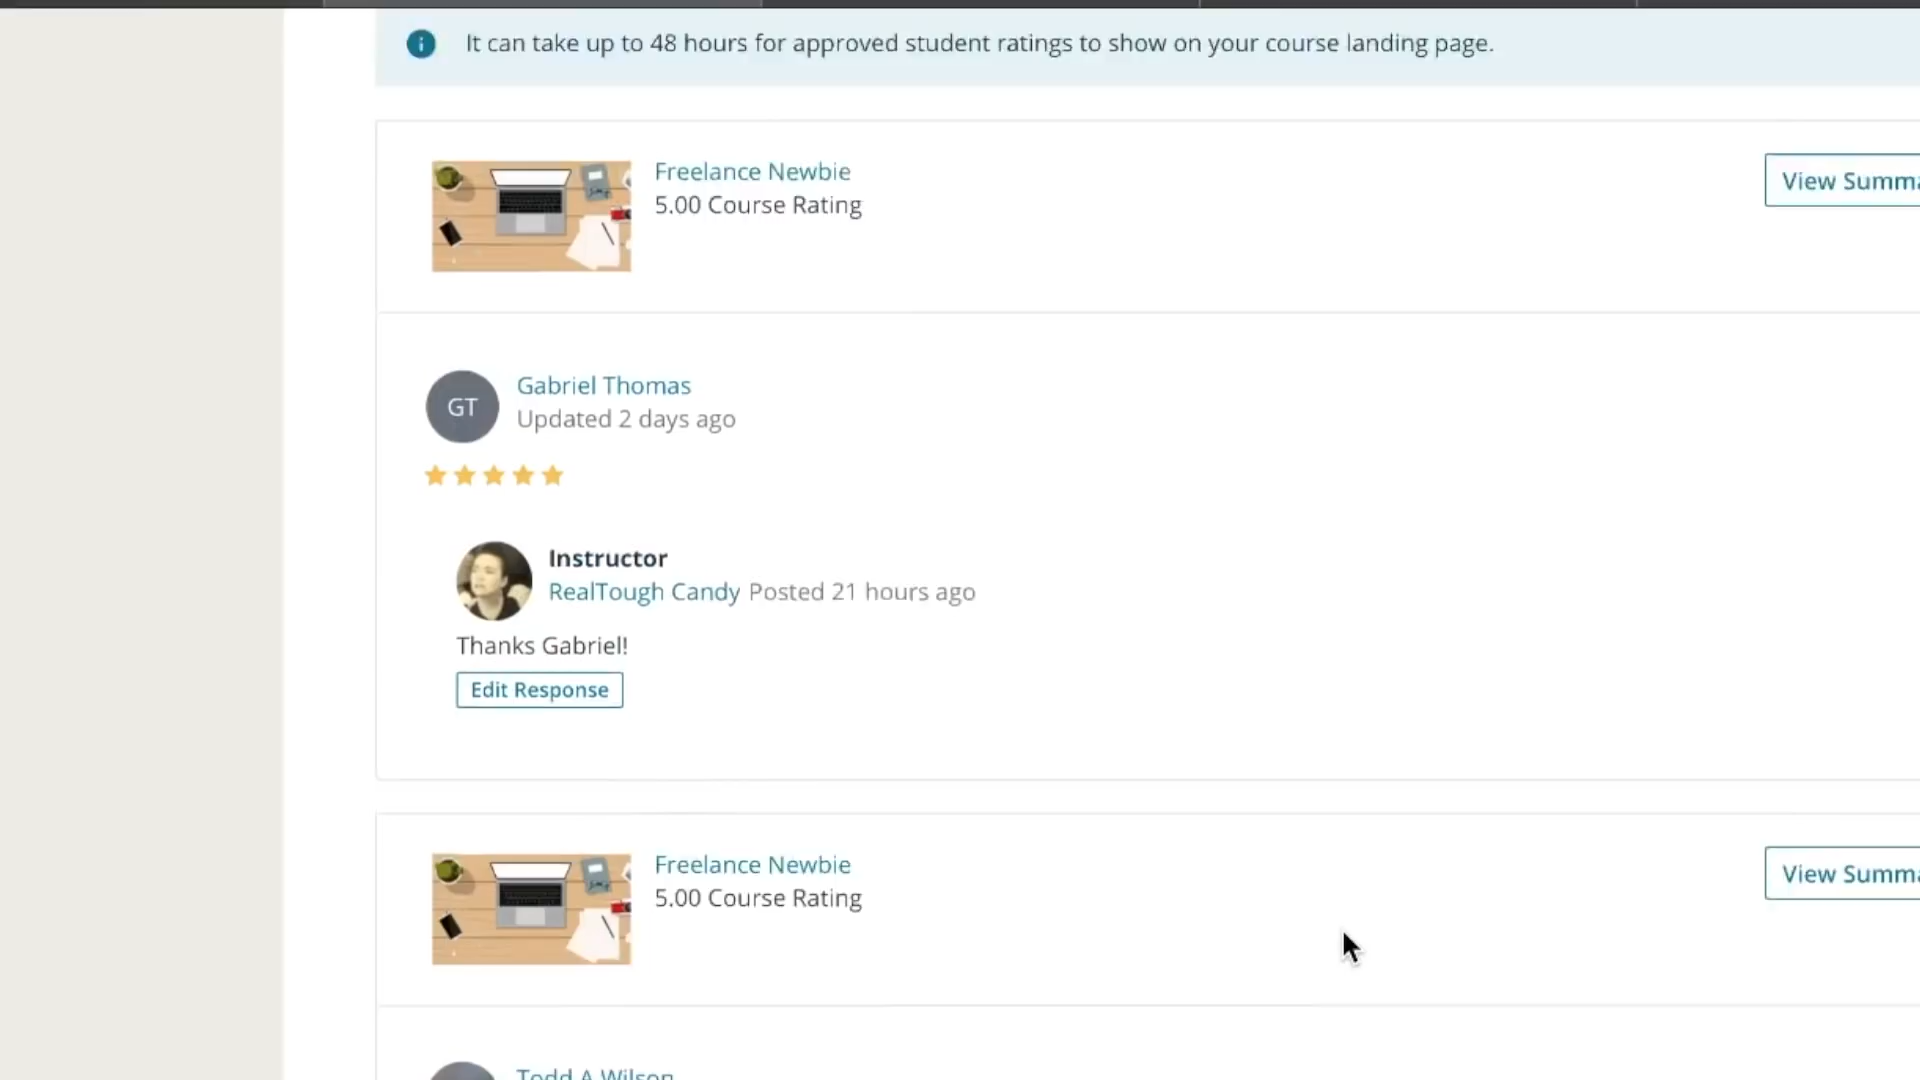 It can take up to 48 hours for approved student ratings to show on your course landing page.
Freelance Newbie
5.00 Course Rating
View Summa
GT
Gabriel Thomas
Updated 2 days ago
Instructor
RealTough Candy Posted 21 hours ago
Thanks Gabriel!
Edit Response
Freelance Newbie
5.00 Course Rating
View Summa
Todd A Wilson